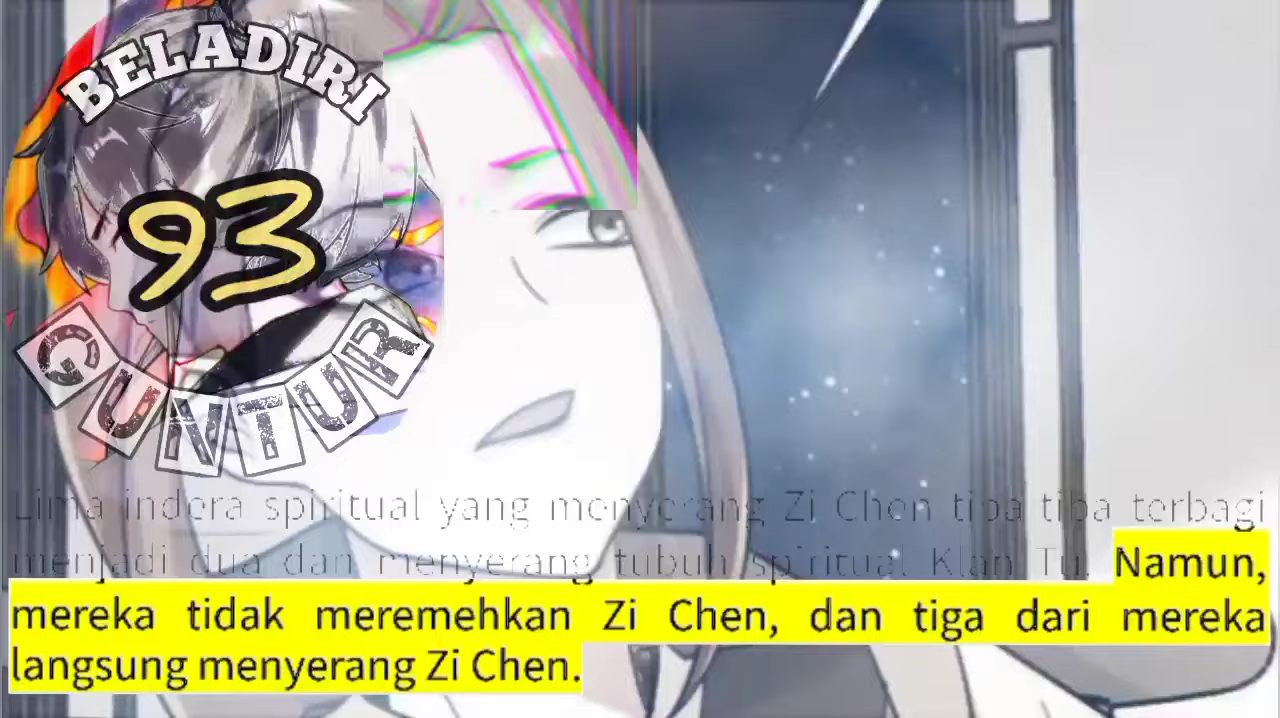 BELADIRI
93
GUNTUR
Lima indera spiritual yang menyerang Zi Chen tiba tiba terbagi
menjadi dua dan menyerang tubuh spiritual Klan Tu. Namun,
mereka tidak meremehkan Zi Chen, dan tiga dari mereka
langsung menyerang Zi Chen.